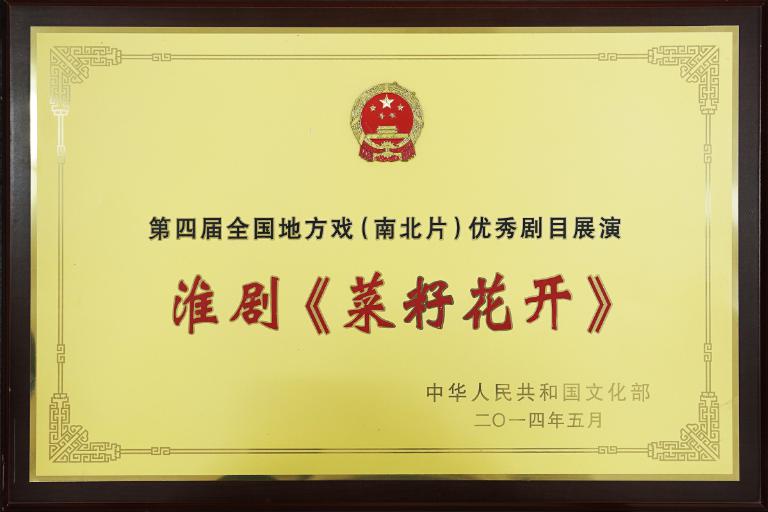 第四届全国地方戏(南北片)优秀剧目展演
淮剧《菜籽花开》
中华人民共和国文化部
二〇一四年五月